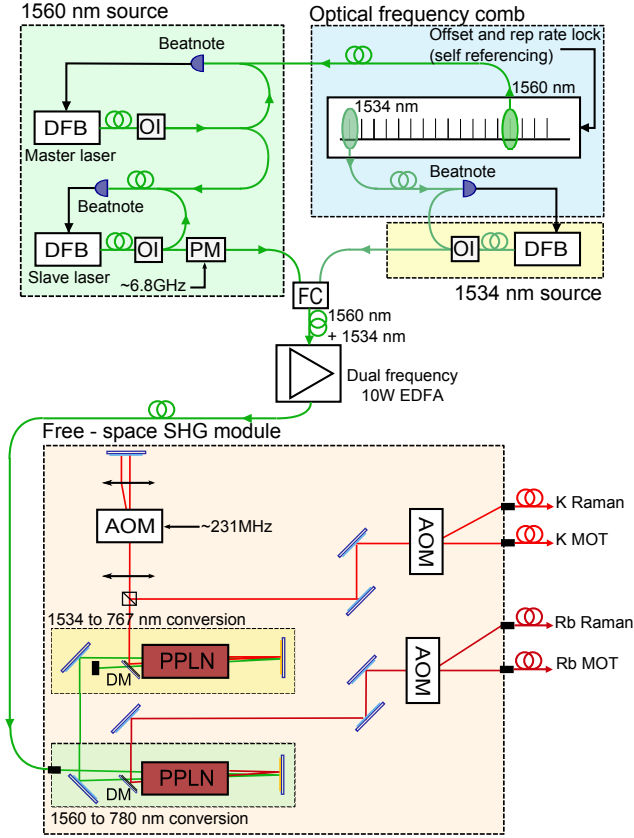 1560 nm source
Optical frequency comb
Beatnote
Offset and rep rate lock
(self referencing)
1560 nm
1534 nm
DFB
OI
Master laser
Beatnote
Beatnote
DFB
OI
PM
Slave laser
OI
DFB
~6.8GHz
1534 nm source
FC
1560 nm
+ 1534 nm
Dual frequency
10W EDFA
Free - space SHG module
AOM
~231MHz
AOM
K Raman
K MOT
1534 to 767 nm conversion
PPLN
DM
AOM
Rb Raman
Rb MOT
PPLN
DM
1560 to 780 nm conversion